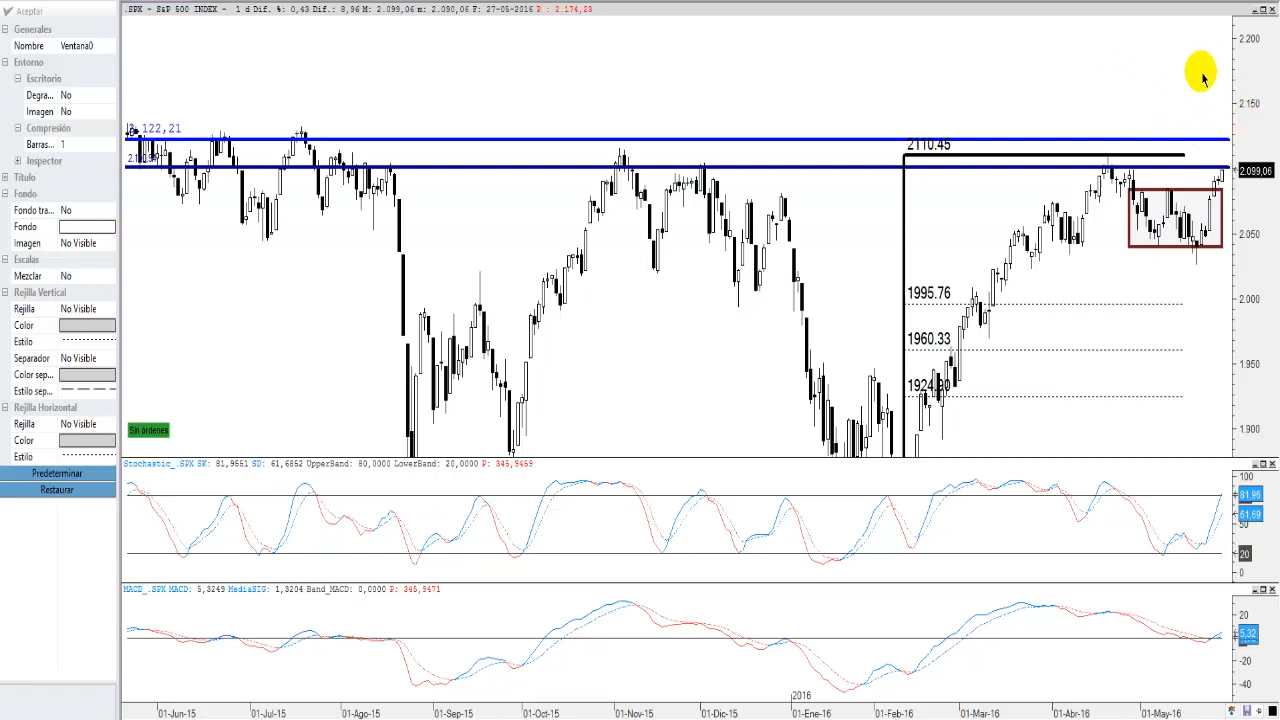 Aceptar
Generales
Nombre Ventana0
Entorno
Escritorio
Degra... No
Imagen No
Compresión
Barras... 1
Inspector
Título
Fondo
Fondo tra... No
Fondo
Imagen No Visible
Escalas
Mezclar No
Rejilla Vertical
Rejilla No Visible
Color
Estilo
Separador No Visible
Color sep...
Estilo sep...
Rejilla Horizontal
Rejilla No Visible
Color
Estilo
Predeterminar
Restaurar
.SPX - S&P 500 INDEX - 1 d Dif. %: 0,43 Dif.: 8,96 M: 2.099,06 m: 2.090,06 F: 27-05-2016 P : 2.174,23
122,21
2110.45
1995.76
1960.33
1924.90
Sin órdenes
2.200
2.150
2.099,06
2.050
2.000
1.950
1.900
Stochastic_.SPX SK: 81,9551 SD: 61,6852 UpperBand: 80,0000 LowerBand: 20,0000 P: 345,9459
100
81,96
61,69
50
20
0
MACD_.SPX MACD: 5,3249 MediaSIG: 1,3204 Band_MACD: 0,0000 P: 345,9471
20
5,32
-20
-40
2016
01-Jun-15 01-Jul-15 01-Ago-15 01-Sep-15 01-Oct-15 01-Nov-15 01-Dic-15 01-Ene-16 01-Feb-16 01-Mar-16 01-Abr-16 01-May-16